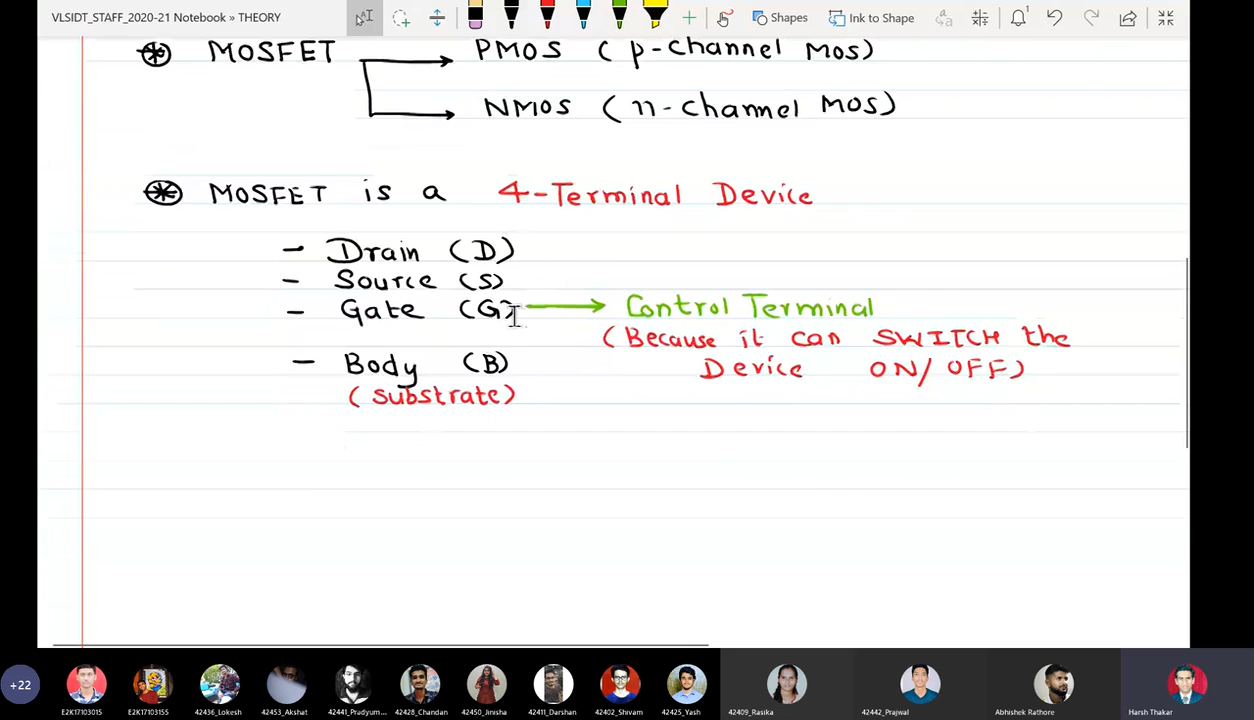 VLSIDT_STAFF_2020-21 Notebook » THEORY
Shapes
Ink to Shape
MOSFET
PMOS (p-channel MOS)
NMOS (n-channel MOS)
MOSFET is a 4-Terminal Device
- Drain (D)
- Source (S)
- Gate (G) → Control Terminal
(Because it can SWITCH the
Device ON/OFF)
- Body (B)
(substrate)
+22
E2K17103015
E2K17103155
42436_Lokesh
42453_Akshat
42441_Pradyum...
42428_Chandan
42450_Jinisha
42411_Darshan
42402_Shivam
42425_Yash
42409_Rasika
42442_Prajwal
Abhishek Rathore
Harsh Thakar